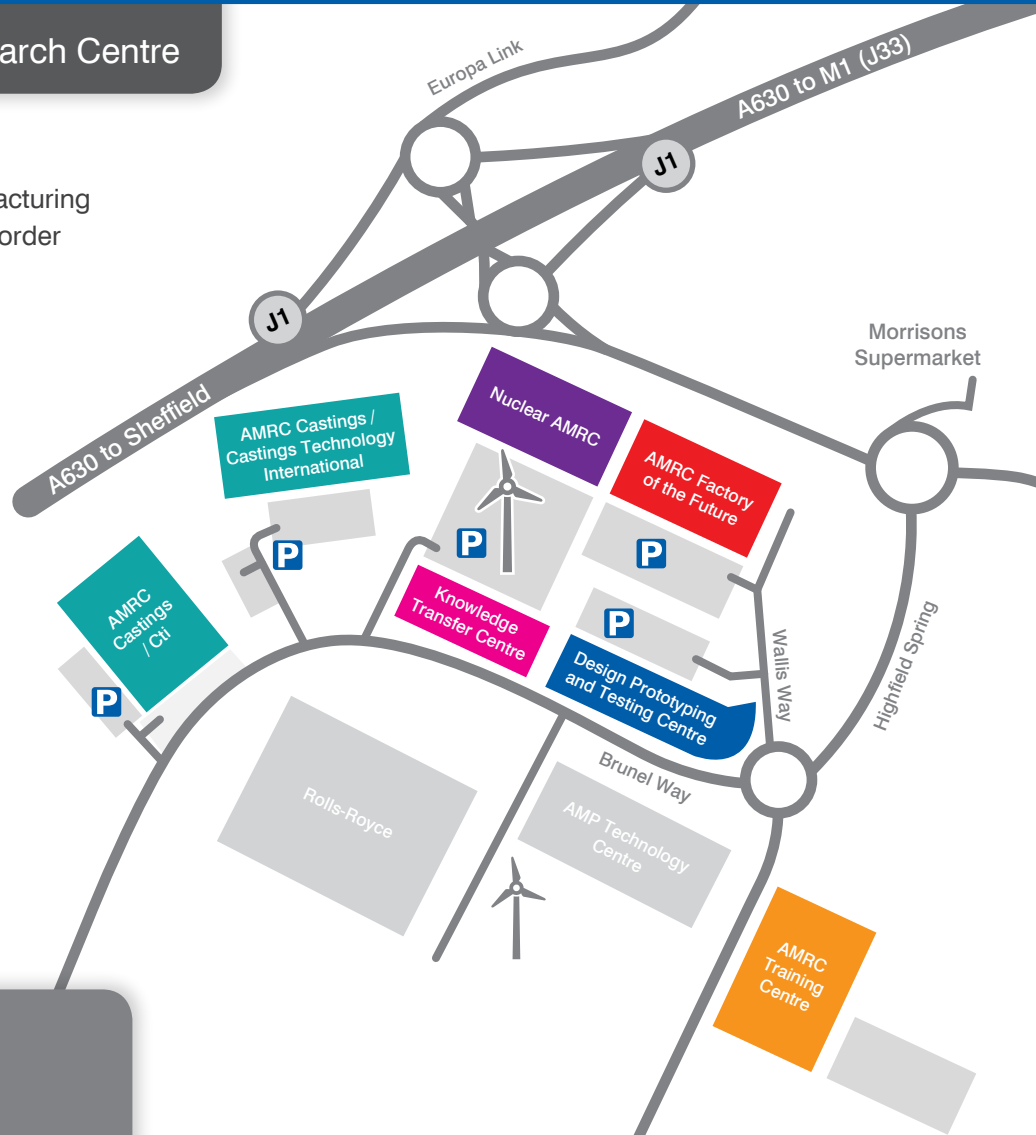 arch Centre
Europa Link
A630 to M1 (J33)
J1
acturing
order
J1
Morrisons
Supermarket
A630 to Sheffield
Nuclear AMRC
AMRC Castings /
Castings Technology
International
AMRC Factory
of the Future
P
P
P
Knowledge
Transfer Centre
AMRC
Castings
/ Cti
P
Design Prototyping
and Testing Centre
Wallis Way
Highfield Spring
P
Brunel Way
Rolls-Royce
AMP Technology
Centre
AMRC
Training
Centre